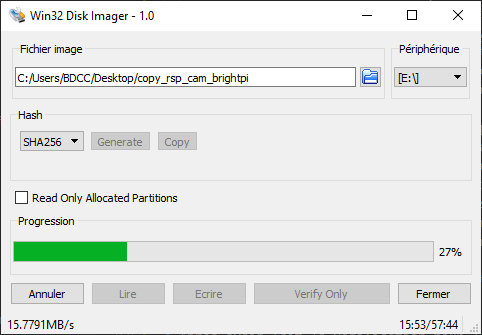 Win32 Disk Imager - 1.0
Fichier image
Périphérique
C:/Users/BDCC/Desktop/copy_rsp_cam_brightpi
[E:\]
Hash
SHA256
Generate
Copy
Read Only Allocated Partitions
Progression
27%
Annuler
Lire
Ecrire
Verify Only
Fermer
15.7791MB/s
15:53/57:44